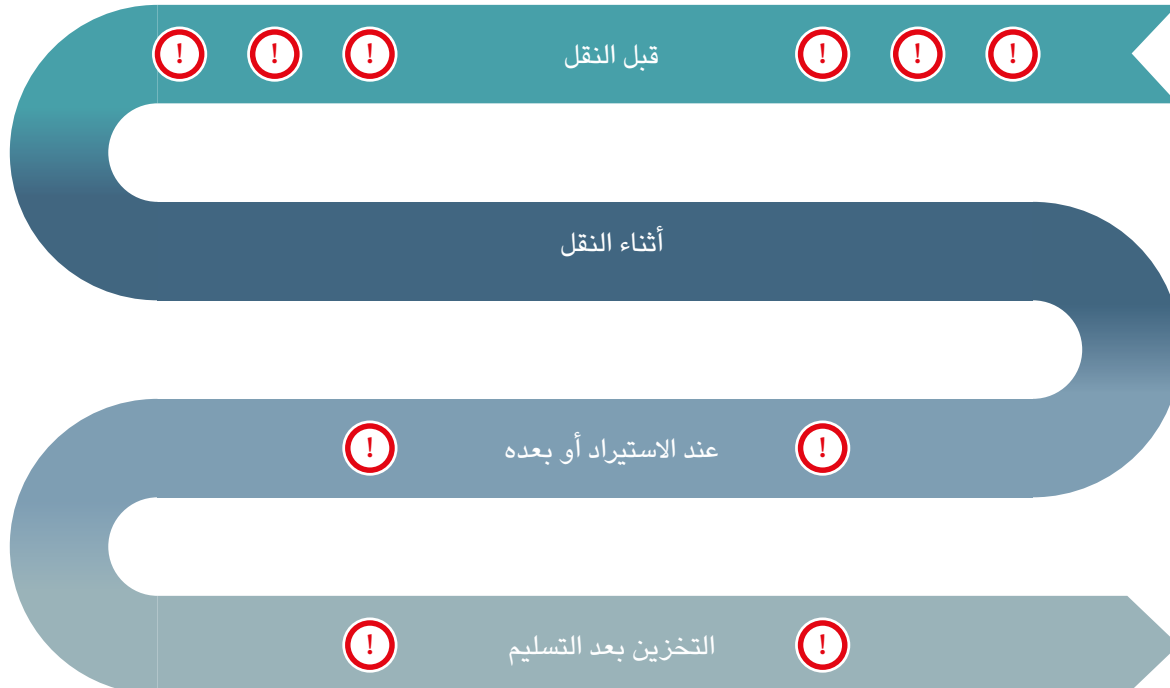 ! ! ! قبل النقل ! ! !
أثناء النقل
! عند الاستيراد أو بعده !
! التخزين بعد التسليم !